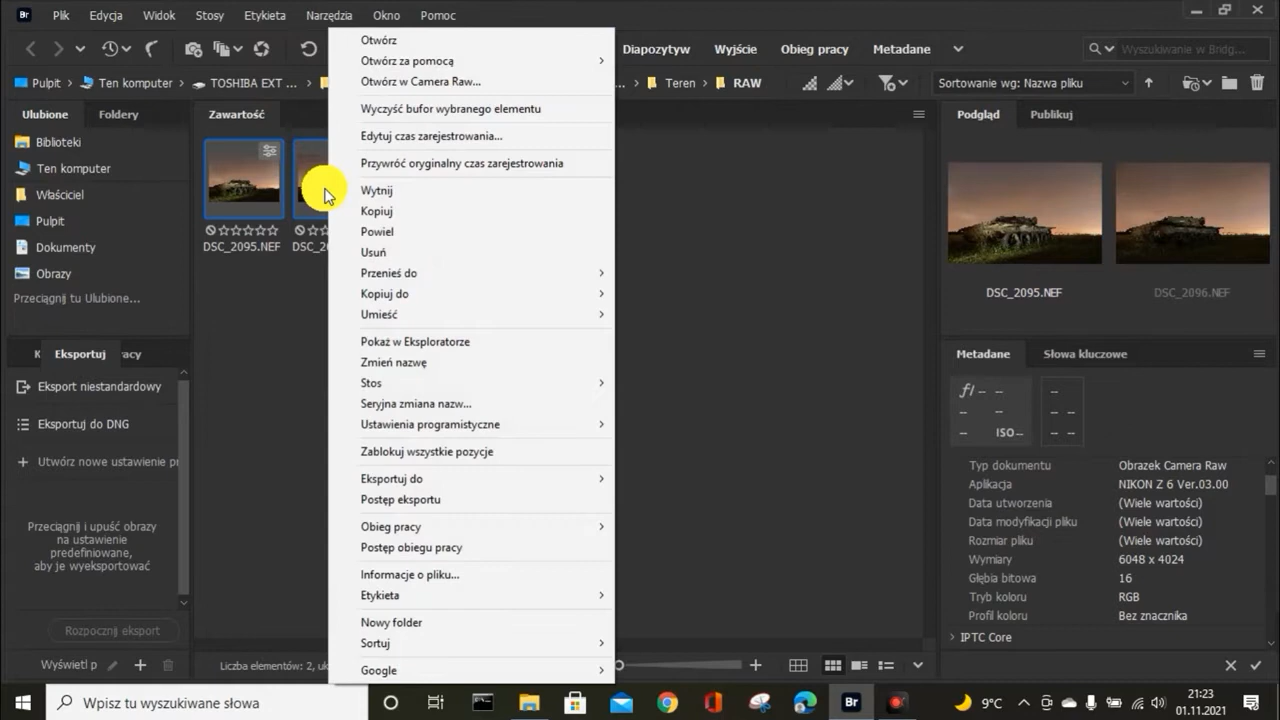 Br Plik Edycja Widok Stosy Etykieta Narzędzia Okno Pomoc
Diapozytyw Wyjście Obieg pracy Metadane Wyszukiwanie w Bridg...
Pulpit Ten komputer TOSHIBA EXT ... ... Teren RAW Sortowanie wg: Nazwa pliku
Ulubione Foldery
Biblioteki
Ten komputer
Właściciel
Pulpit
Dokumenty
Obrazy
Przeciągnij tu Ulubione...
Eksportuj
Eksport niestandardowy
Eksportuj do DNG
Utwórz nowe ustawienie pr
Przeciągnij i upuść obrazy
na ustawienie
predefiniowane,
aby je wyeksportować
Rozpocznij eksport
Wyświetl p
Zawartość
DSC_2095.NEF DSC_20
Liczba elementów: 2, uk
Otwórz
Otwórz za pomocą
Otwórz w Camera Raw...
Wyczyść bufor wybranego elementu
Edytuj czas zarejestrowania...
Przywróć oryginalny czas zarejestrowania
Wytnij
Kopiuj
Powiel
Usuń
Przenieś do
Kopiuj do
Umieść
Pokaż w Eksploratorze
Zmień nazwę
Stos
Seryjna zmiana nazw...
Ustawienia programistyczne
Zablokuj wszystkie pozycje
Eksportuj do
Postęp eksportu
Obieg pracy
Postęp obiegu pracy
Informacje o pliku...
Etykieta
Nowy folder
Sortuj
Google
Podgląd Publikuj
DSC_2095.NEF DSC_2096.NEF
Metadane Słowa kluczowe
f/ -- -- --
-- -- -- --
-- ISO --
Typ dokumentu Obrazek Camera Raw
Aplikacja NIKON Z 6 Ver.03.00
Data utworzenia (Wiele wartości)
Data modyfikacji pliku (Wiele wartości)
Rozmiar pliku (Wiele wartości)
Wymiary 6048 x 4024
Głębia bitowa 16
Tryb koloru RGB
Profil koloru Bez znacznika
IPTC Core
Wpisz tu wyszukiwane słowa Br 9°C 21:23
01.11.2021